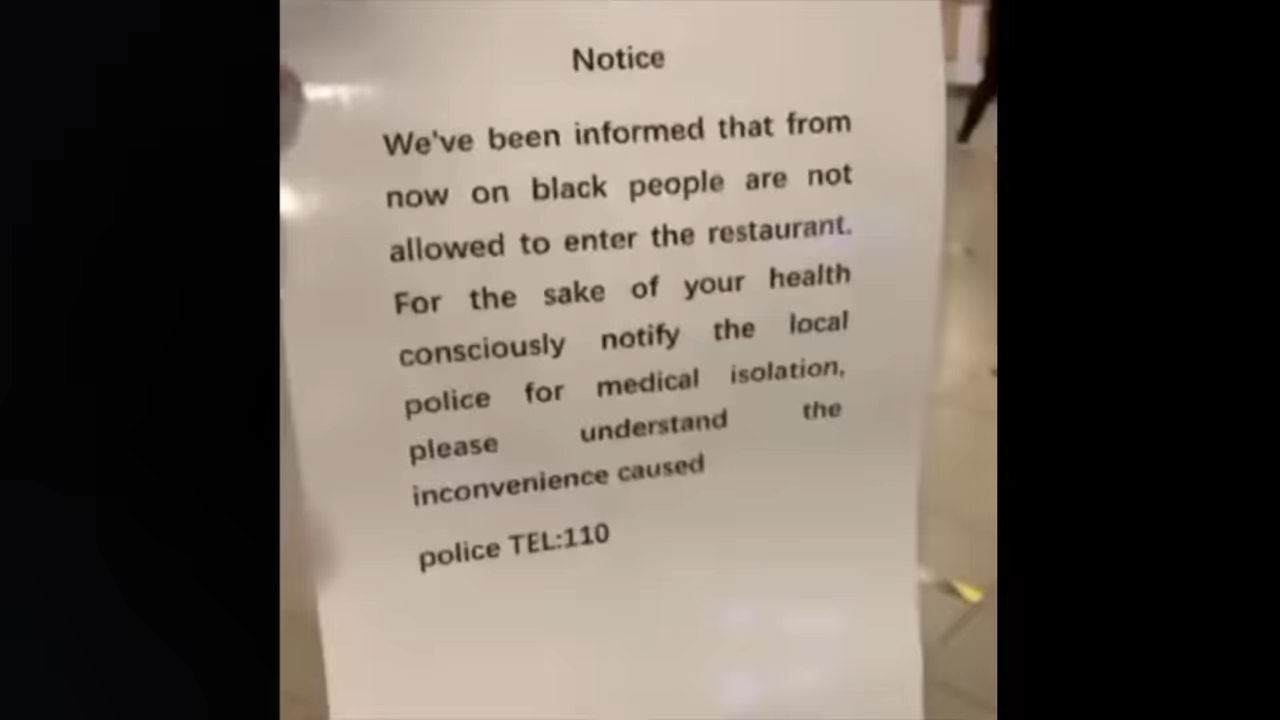 Notice
We've been informed that from
now on black people are not
allowed to enter the restaurant.
For the sake of your health
consciously notify the local
police for medical isolation,
please understand the
inconvenience caused
police TEL:110